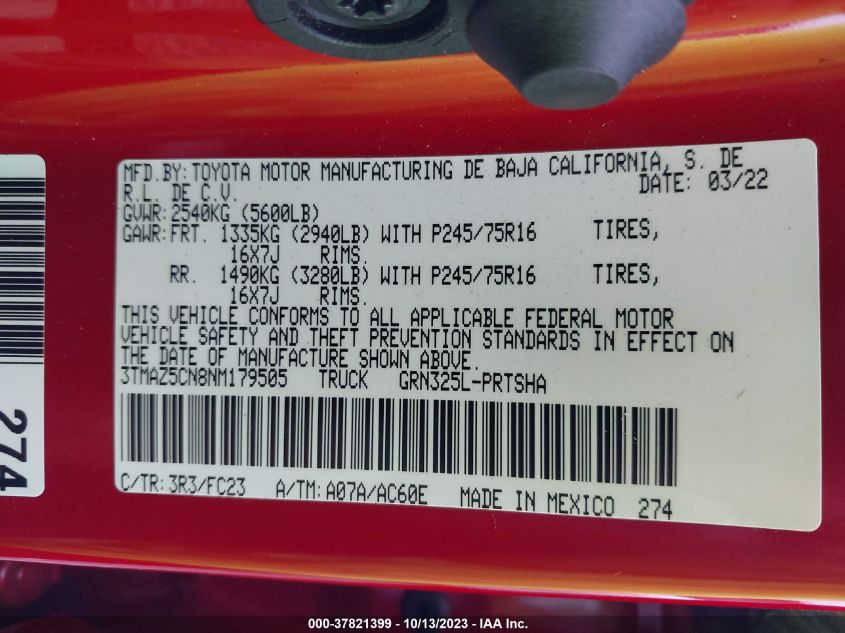 MFD.BY: TOYOTA MOTOR MANUFACTURING DE BAJA CALIFORNIA, S. DE
R.L. DE C.V. DATE: 03/22
GVWR: 2540KG (5600LB)
GAWR: FRT. 1335KG (2940LB) WITH P245/75R16 TIRES,
16X7J RIMS.
RR. 1490KG (3280LB) WITH P245/75R16 TIRES,
16X7J RIMS.
THIS VEHICLE CONFORMS TO ALL APPLICABLE FEDERAL MOTOR
VEHICLE SAFETY AND THEFT PREVENTION STANDARDS IN EFFECT ON
THE DATE OF MANUFACTURE SHOWN ABOVE.
3TMAZ5CN8NM179505 TRUCK GRN325L-PRTSHA
C/TR: 3R3/FC23 A/TM: A07A/AC60E MADE IN MEXICO 274
274
000-37821399 - 10/13/2023 - IAA Inc.